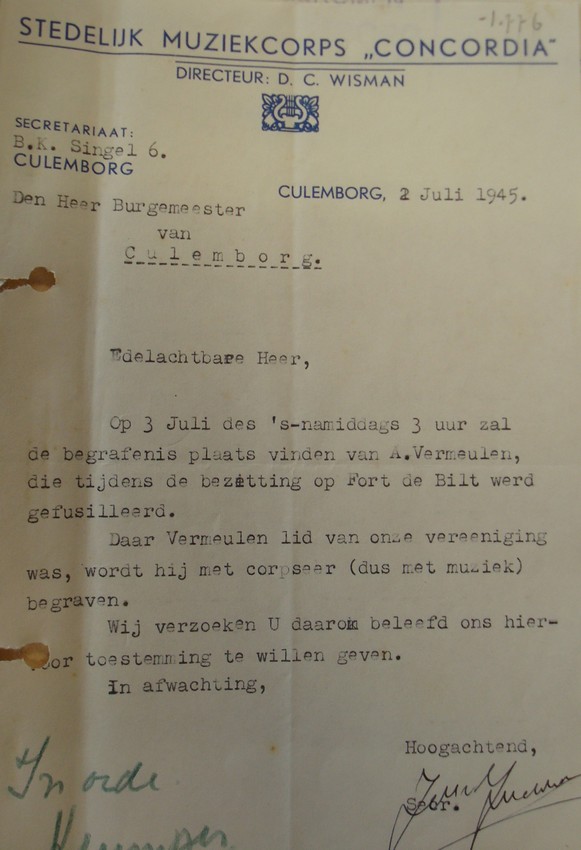 -1.776
STEDELIJK MUZIEKCORPS „CONCORDIA"
DIRECTEUR: D. C. WISMAN
SECRETARIAAT:
B.K. Singel 6.
CULEMBORG
CULEMBORG, 2 Juli 1945.
Den Heer Burgemeester
van
Culemborg.
Edelachtbare Heer,
Op 3 Juli des 's-namiddags 3 uur zal
de begrafenis plaats vinden van A.Vermeulen,
die tijdens de bezetting op Fort de Bilt werd
gefusilleerd.
Daar Vermeulen lid van onze vereeniging
was, wordt hij met corpseer (dus met muziek)
begraven.
Wij verzoeken U daarom beleefd ons hier-
voor toestemming te willen geven.
In afwachting,
Hoogachtend,
Secr.
In orde